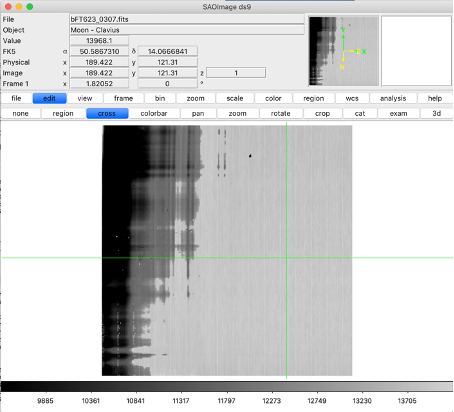 SAOImage ds9
File bFT623_0307.fits
Object Moon - Clavius
Value 13968.1
FK5 α 50.5867310 δ 14.0666841
Physical x 189.422 y 121.31
Image x 189.422 y 121.31 z 1
Frame 1 x 1.82052 0 °
file edit view frame bin zoom scale color region wcs analysis help
none region cross colorbar pan zoom rotate crop cat exam 3d
9885 10361 10841 11317 11797 12273 12749 13230 13705